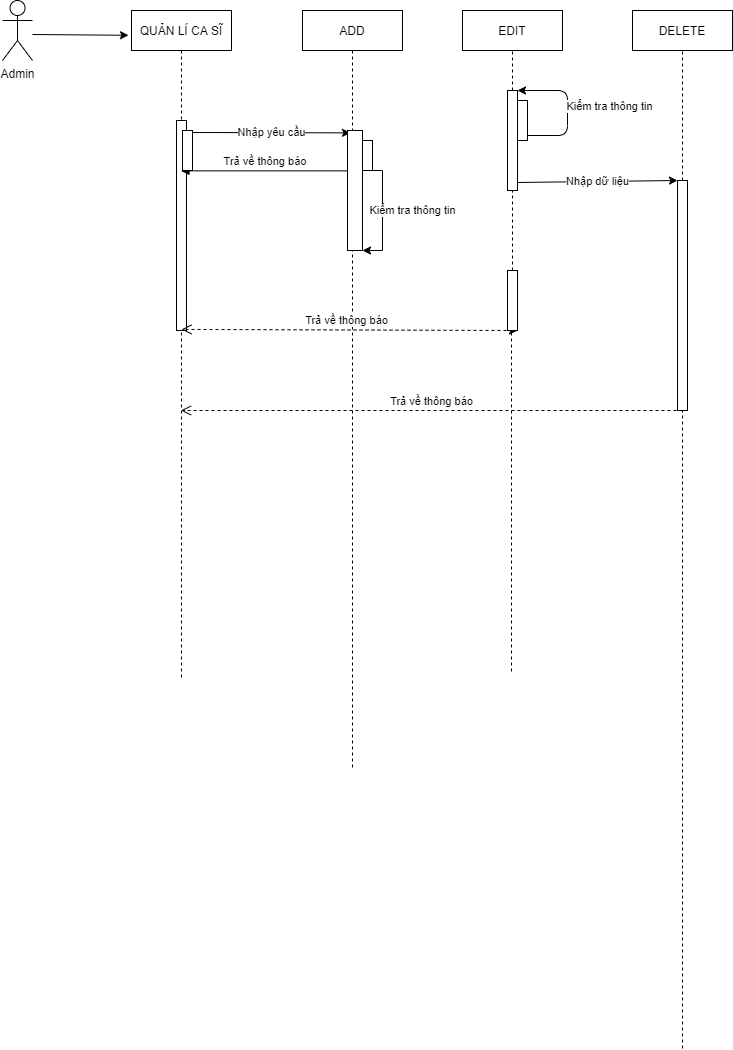 Admin
QUẢN LÍ CA SĨ
ADD
EDIT
DELETE
Kiểm tra thông tin
Nhập yêu cầu
Trả về thông báo
Nhập dữ liệu
Kiểm tra thông tin
Trả về thông báo
Trả về thông báo